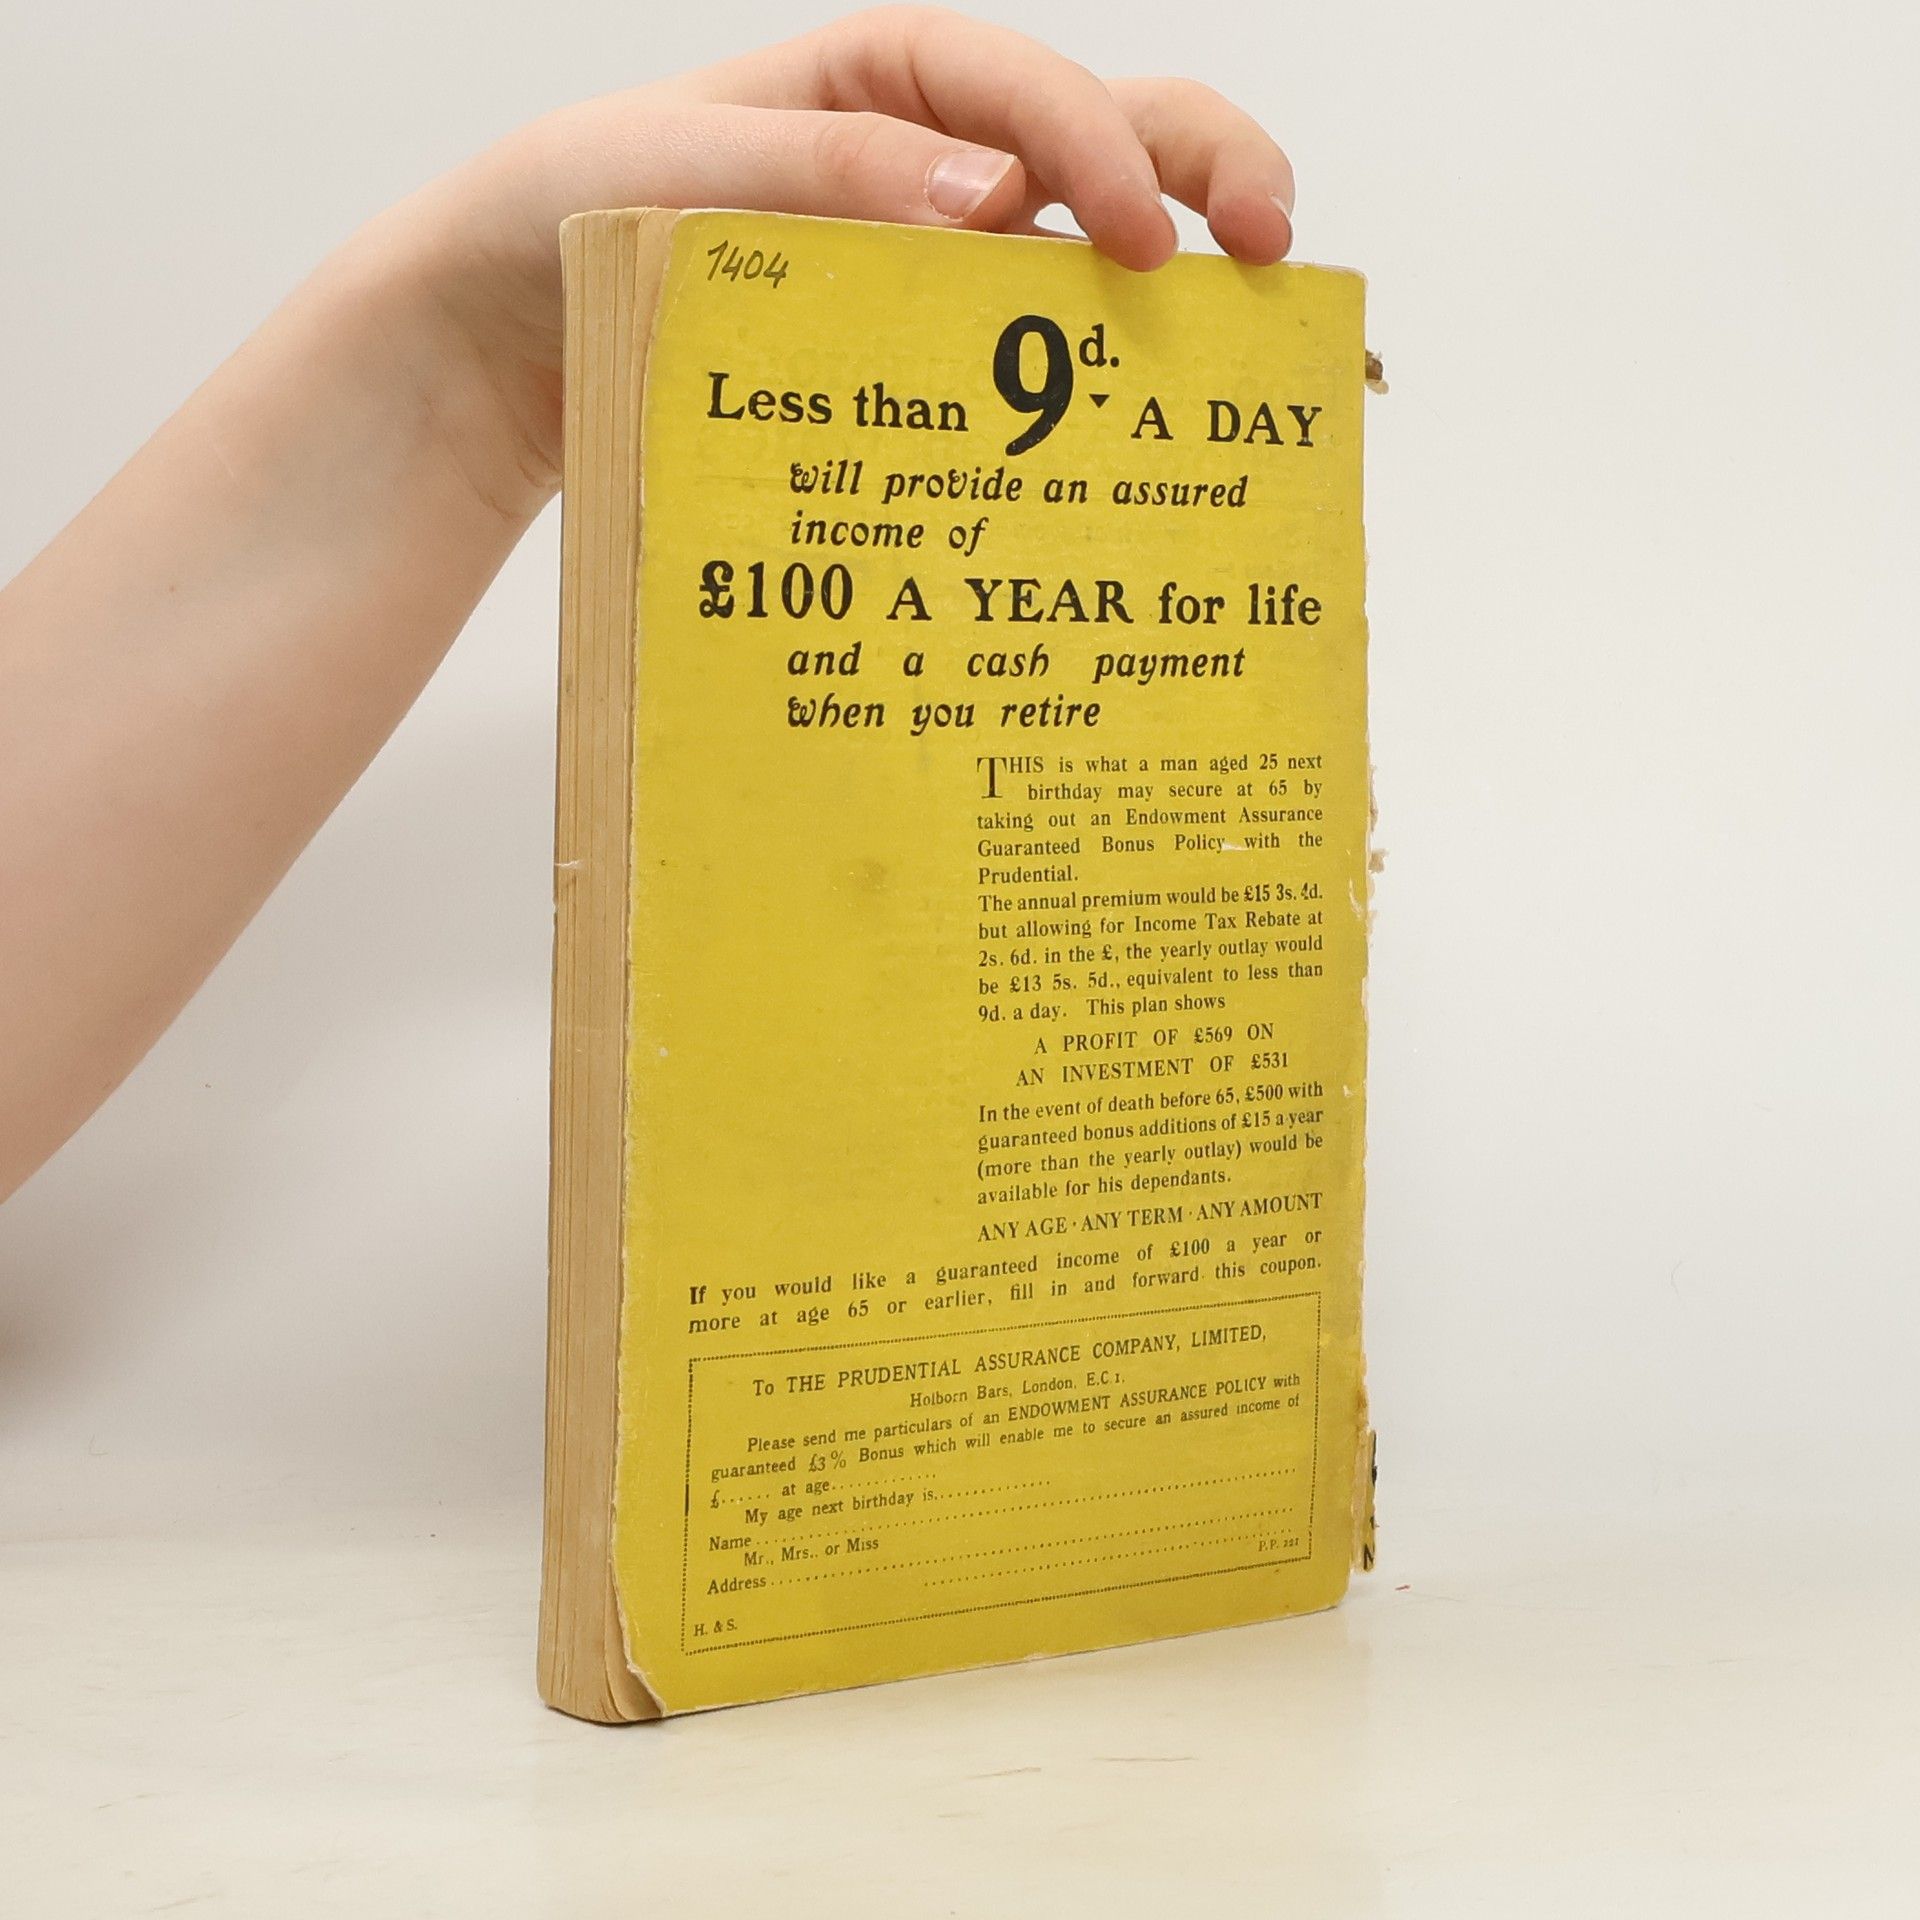 1404
Less than 9d. A DAY
will provide an assured
income of
£100 A YEAR for life
and a cash payment
when you retire
THIS is what a man aged 25 next
birthday may secure at 65 by
taking out an Endowment Assurance
Guaranteed Bonus Policy with the
Prudential.
The annual premium would be £15 3s. 4d.
but allowing for Income Tax Rebate at
2s. 6d. in the £, the yearly outlay would
be £13 5s. 5d., equivalent to less than
9d. a day. This plan shows
A PROFIT OF £569 ON
AN INVESTMENT OF £531
In the event of death before 65, £500 with
guaranteed bonus additions of £15 a year
(more than the yearly outlay) would be
available for his dependants.
ANY AGE · ANY TERM · ANY AMOUNT
If you would like a guaranteed income of £100 a year or
more at age 65 or earlier, fill in and forward this coupon.
To THE PRUDENTIAL ASSURANCE COMPANY, LIMITED,
Holborn Bars, London, E.C.1.
Please send me particulars of an ENDOWMENT ASSURANCE POLICY with
guaranteed £3% Bonus which will enable me to secure an assured income of
£...... at age.............
My age next birthday is..............
Name..............................................................
Mr., Mrs., or Miss
Address............................................................
P.P. 221
H. & S.